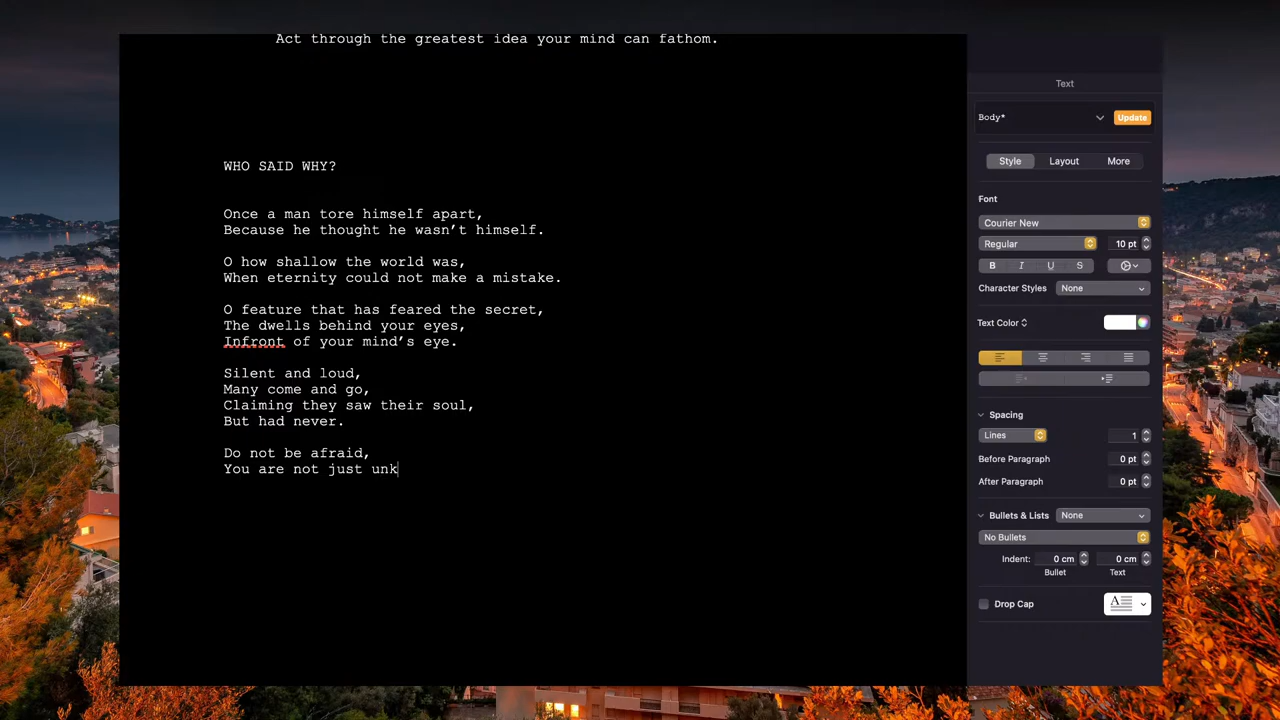 Act through the greatest idea your mind can fathom.
WHO SAID WHY?
Once a man tore himself apart,
Because he thought he wasn’t himself.
O how shallow the world was,
When eternity could not make a mistake.
O feature that has feared the secret,
The dwells behind your eyes,
Infront of your mind’s eye.
Silent and loud,
Many come and go,
Claiming they saw their soul,
But had never.
Do not be afraid,
You are not just unk
Text
Body*
Update
Style Layout More
Font
Courier New
Regular 10 pt
B I U S
Character Styles None
Text Color
Spacing
Lines 1
Before Paragraph 0 pt
After Paragraph 0 pt
Bullets & Lists None
No Bullets
Indent: 0 cm 0 cm
Bullet Text
Drop Cap A